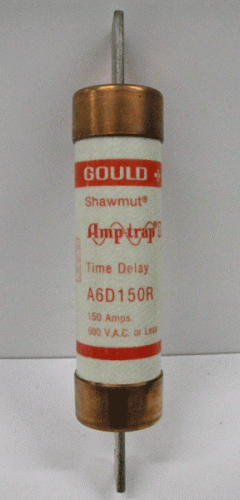 GOULD
Shawmut®
Amp-trap®
Time Delay
A6D150R
150 Amps.
600 V.A.C. or Less